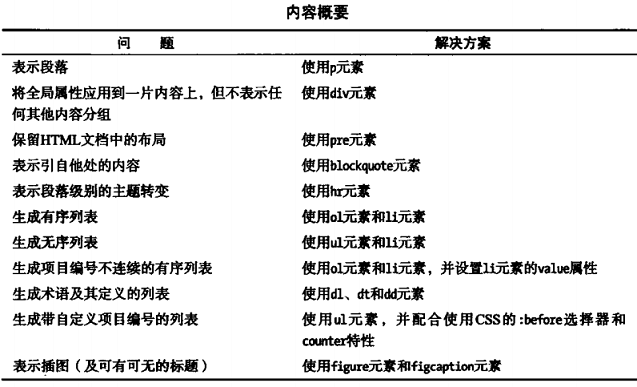 内容概要
问 题 解决方案
表示段落 使用p元素
将全局属性应用到一片内容上，但不表示任 使用div元素
何其他内容分组
保留HTML文档中的布局 使用pre元素
表示引自他处的内容 使用blockquote元素
表示段落级别的主题转变 使用hr元素
生成有序列表 使用ol元素和li元素
生成无序列表 使用ul元素和li元素
生成项目编号不连续的有序列表 使用ol元素和li元素，并设置li元素的value属性
生成术语及其定义的列表 使用dl、dt和dd元素
生成带自定义项目编号的列表 使用ul元素，并配合使用CSS的:before选择器和
counter特性
表示插图（及可有可无的标题） 使用figure元素和figcaption元素